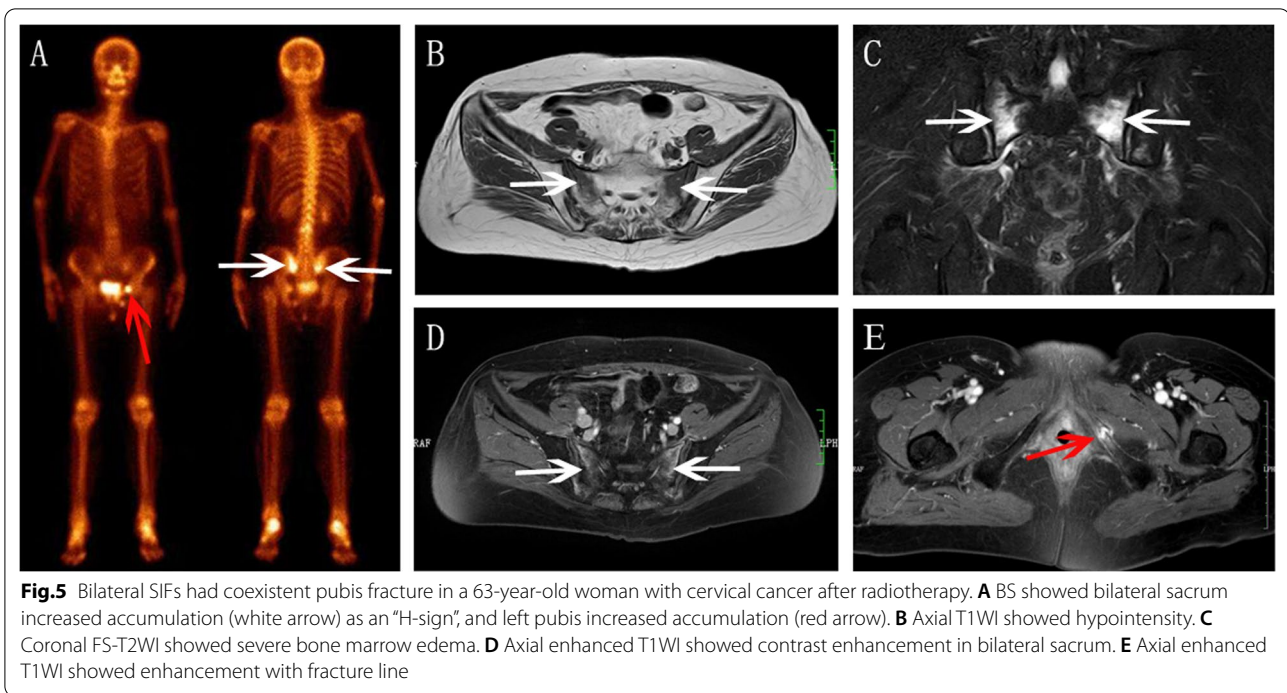 A
B
C
D
E
RAF
LPH
RAF
LPH
Fig.5 Bilateral SIFs had coexistent pubis fracture in a 63-year-old woman with cervical cancer after radiotherapy. A BS showed bilateral sacrum
increased accumulation (white arrow) as an “H-sign”, and left pubis increased accumulation (red arrow). B Axial T1WI showed hypointensity. C
Coronal FS-T2WI showed severe bone marrow edema. D Axial enhanced T1WI showed contrast enhancement in bilateral sacrum. E Axial enhanced
T1WI showed enhancement with fracture line